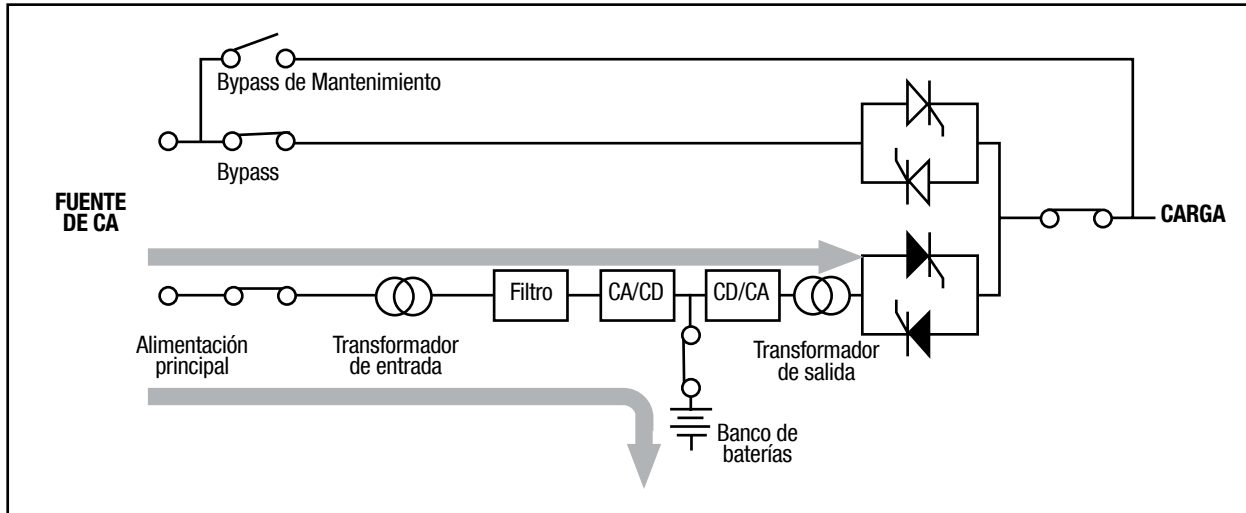 Bypass de Mantenimiento
Bypass
FUENTE
DE CA
CARGA
Filtro
CA/CD
CD/CA
Alimentación
principal
Transformador
de entrada
Transformador
de salida
Banco de
baterías